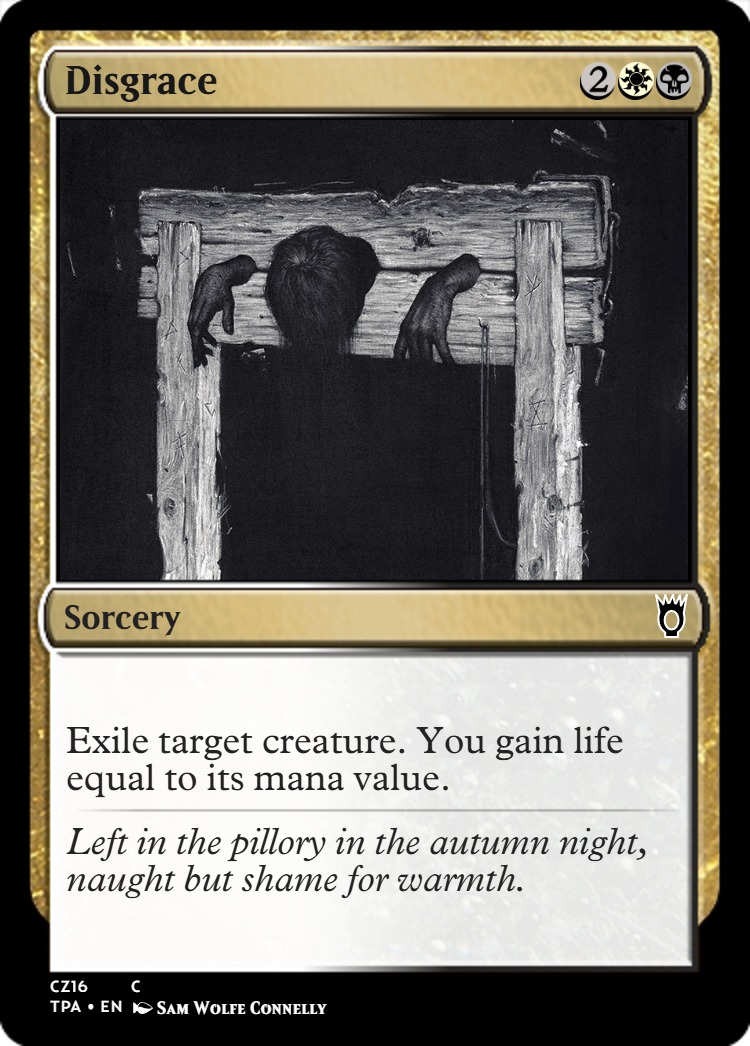 Disgrace 2
Sorcery
Exile target creature. You gain life
equal to its mana value.
Left in the pillory in the autumn night,
naught but shame for warmth.
CZ16 C
TPA • EN Sam Wolfe Connelly